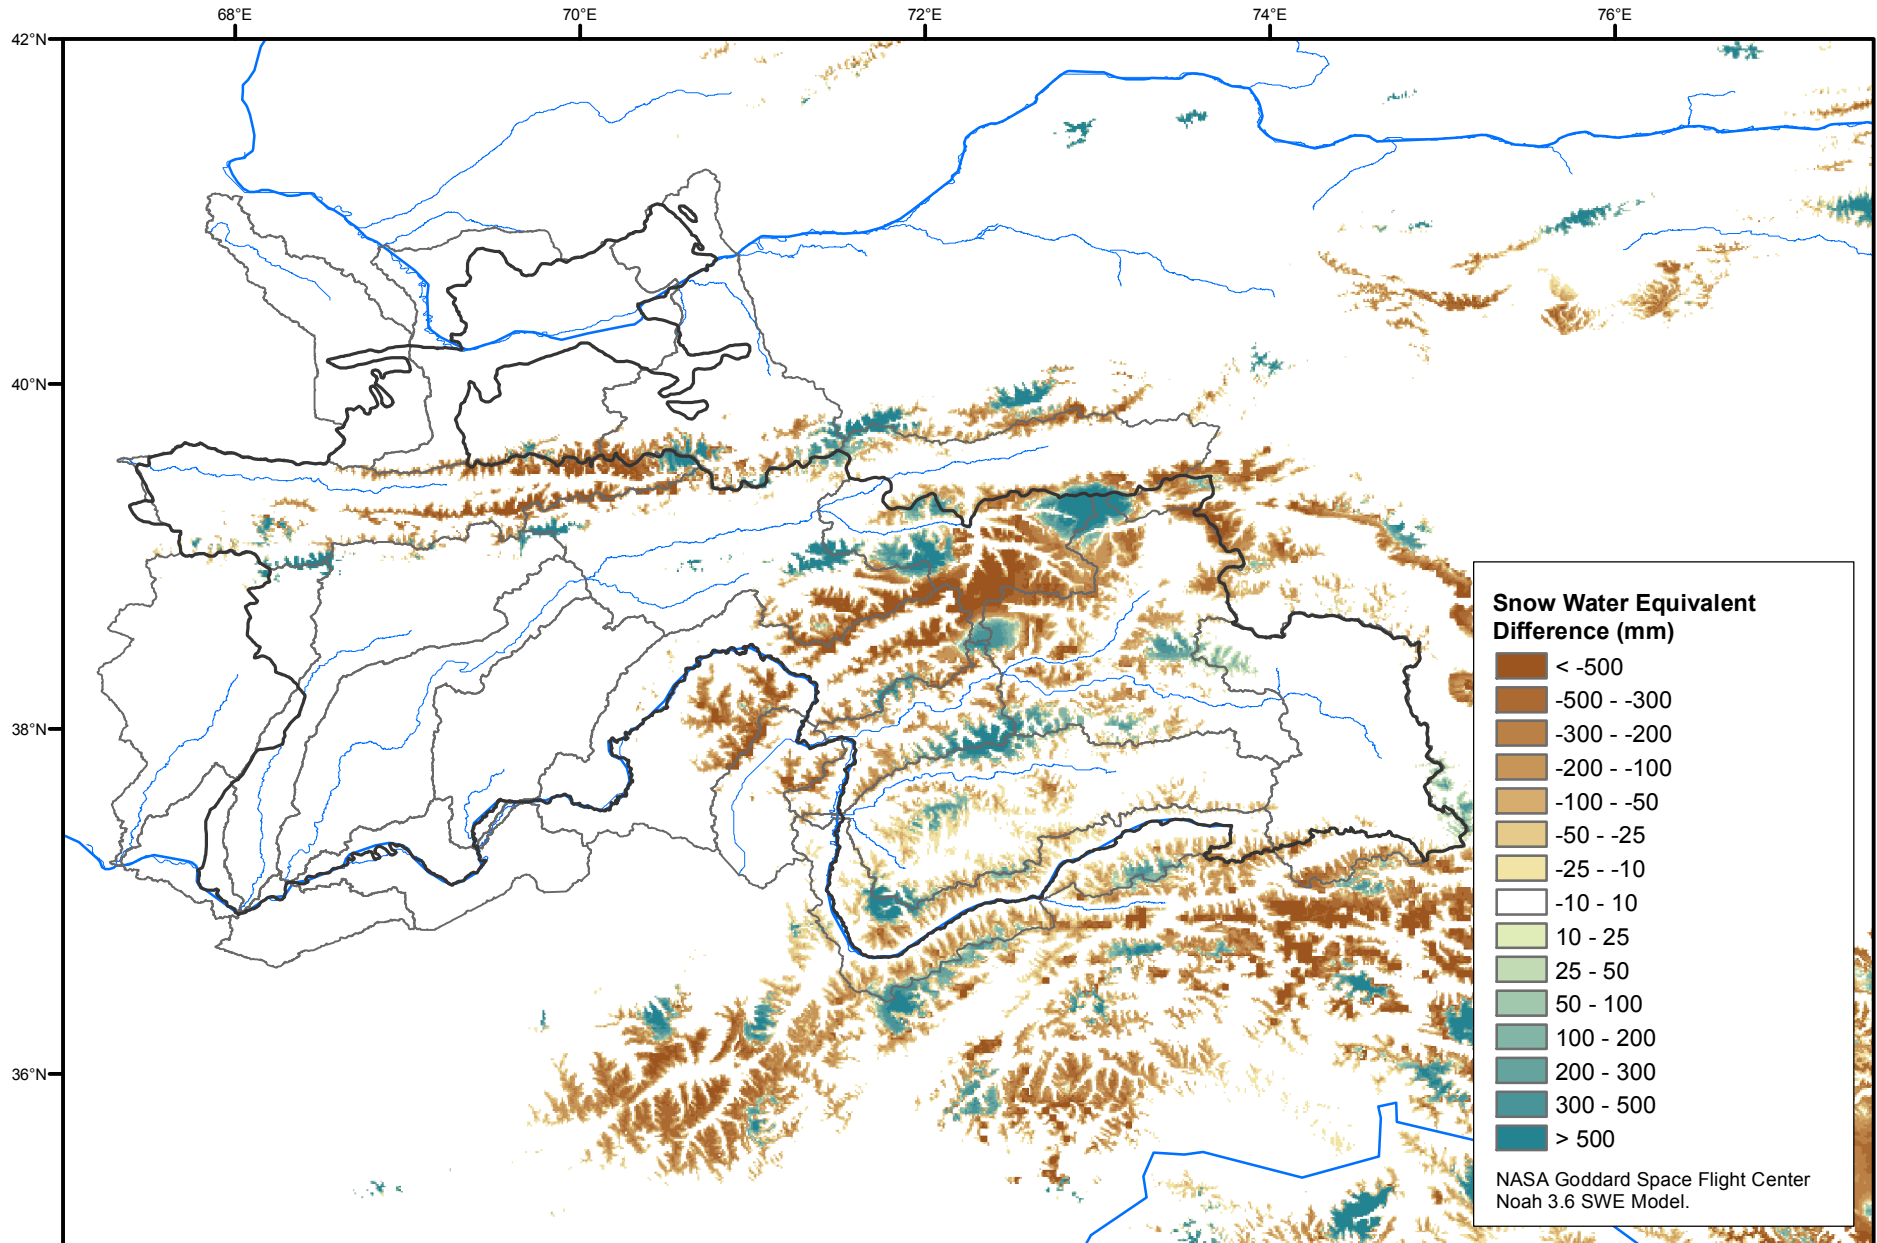 68°E
70°E
72°E
74°E
76°E
42°N
40°N
38°N
36°N
Snow Water Equivalent
Difference (mm)
< -500
-500 - -300
-300 - -200
-200 - -100
-100 - -50
-50 - -25
-25 - -10
-10 - 10
10 - 25
25 - 50
50 - 100
100 - 200
200 - 300
300 - 500
> 500
NASA Goddard Space Flight Center
Noah 3.6 SWE Model.